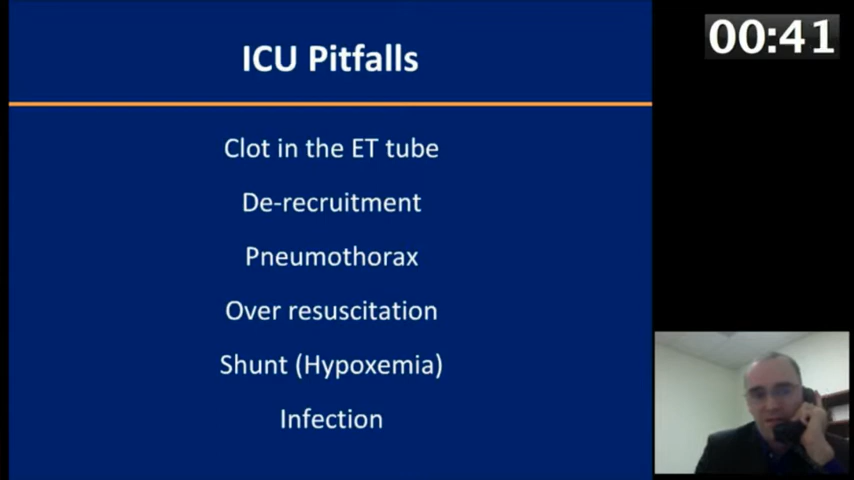 ICU Pitfalls
00:41
Clot in the ET tube
De-recruitment
Pneumothorax
Over resuscitation
Shunt (Hypoxemia)
Infection